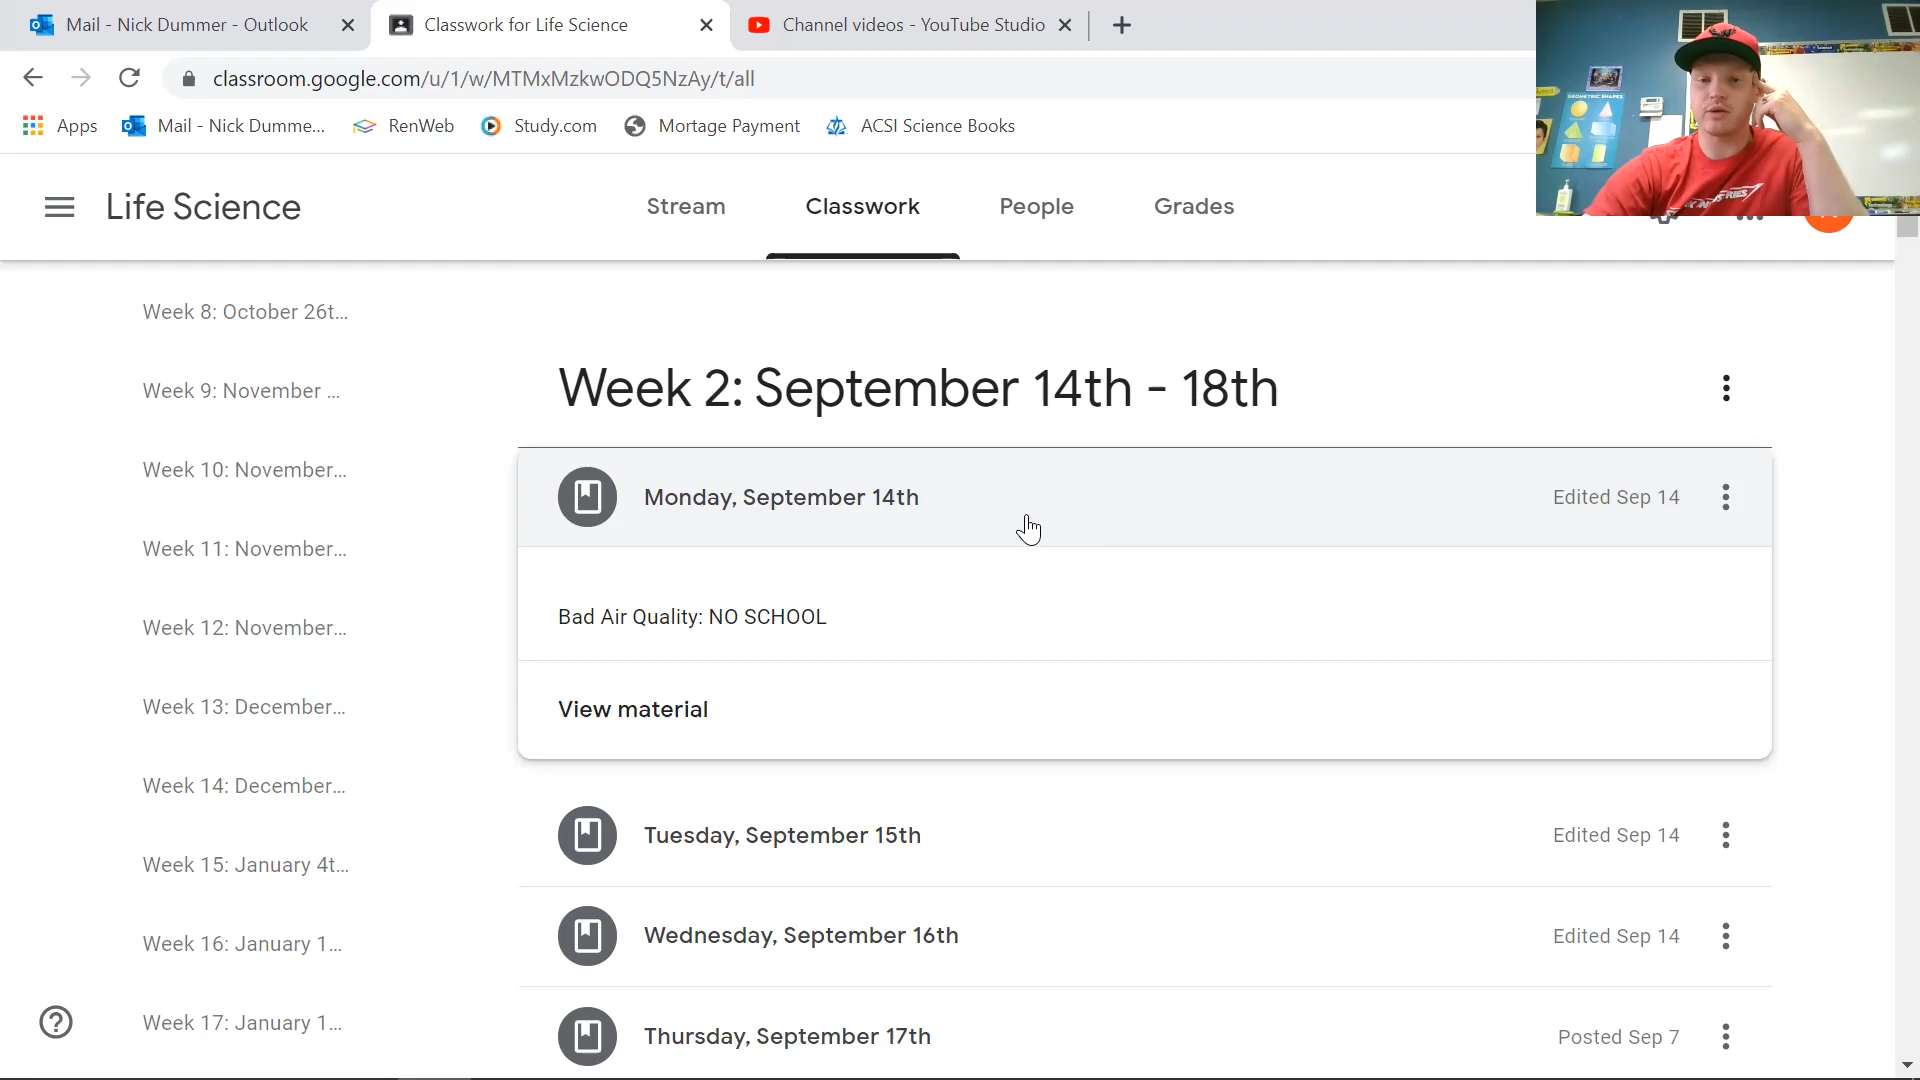 Mail - Nick Dummer - Outlook
Classwork for Life Science
Channel videos - YouTube Studio
classroom.google.com/u/1/w/MTMxMzkwODQ5NzAy/t/all
Apps
Mail - Nick Dumme...
RenWeb
Study.com
Mortage Payment
ACSI Science Books
GEOMETRIC SHAPES
Life Science
Stream
Classwork
People
Grades
Week 8: October 26t...
Week 9: November ...
Week 10: November...
Week 11: November...
Week 12: November...
Week 13: December...
Week 14: December...
Week 15: January 4t...
Week 16: January 1...
Week 17: January 1...
Week 2: September 14th - 18th
Monday, September 14th
Edited Sep 14
Bad Air Quality: NO SCHOOL
View material
Tuesday, September 15th
Edited Sep 14
Wednesday, September 16th
Edited Sep 14
Thursday, September 17th
Posted Sep 7